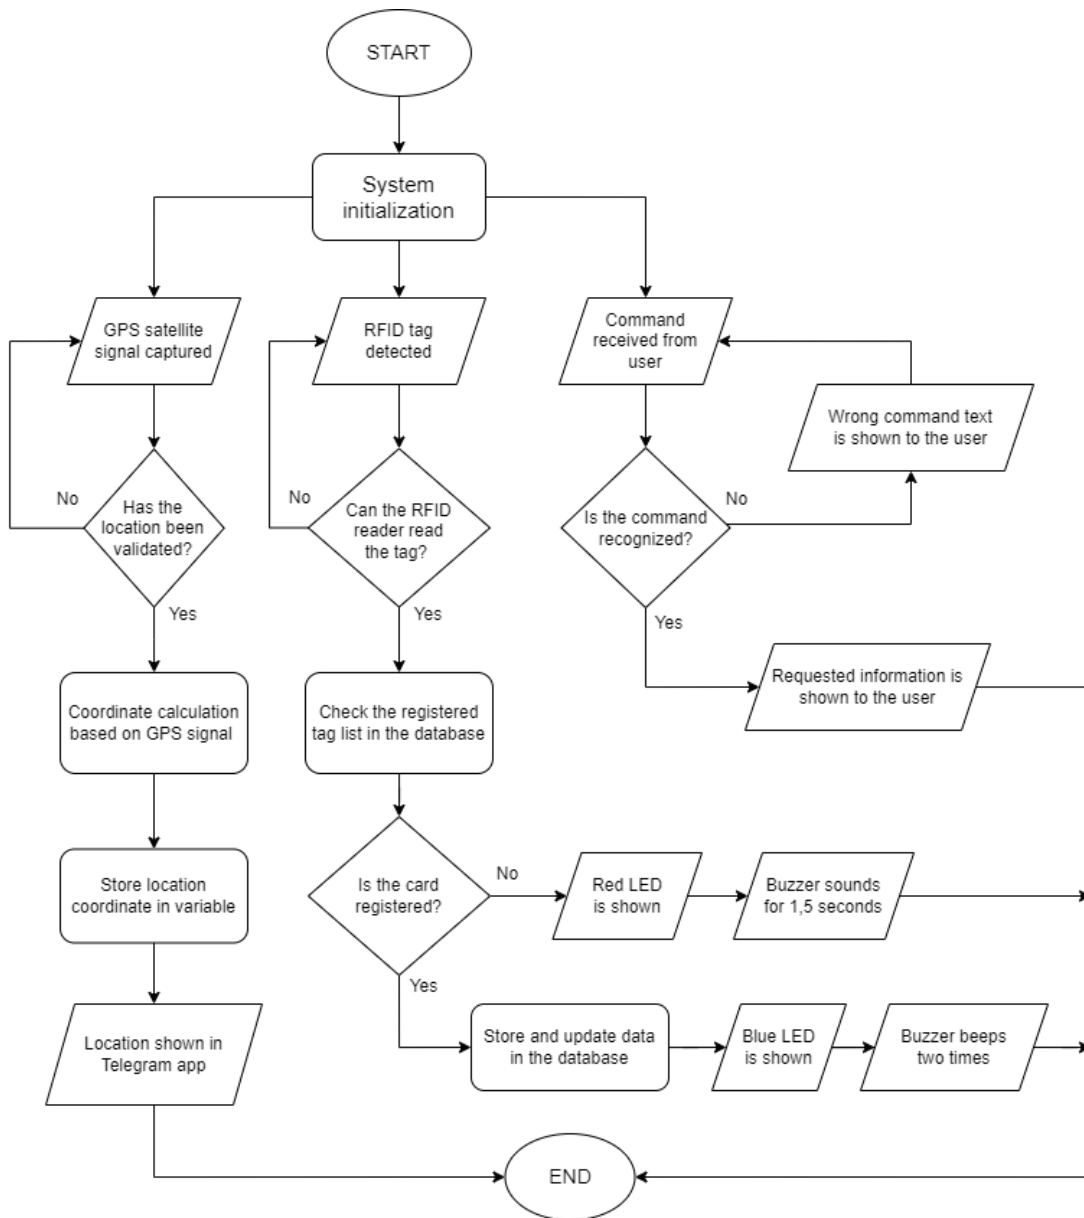 START
System
initialization
GPS satellite
signal captured
RFID tag
detected
Command
received from
user
Wrong command text
is shown to the user
No
Has the
location been
validated?
Yes
No
Can the RFID
reader read
the tag?
Yes
Is the command
recognized?
No
Yes
Requested information is
shown to the user
Coordinate calculation
based on GPS signal
Check the registered
tag list in the database
Store location
coordinate in variable
Is the card
registered?
No
Red LED
is shown
Buzzer sounds
for 1,5 seconds
Yes
Store and update data
in the database
Blue LED
is shown
Buzzer beeps
two times
Location shown in
Telegram app
END